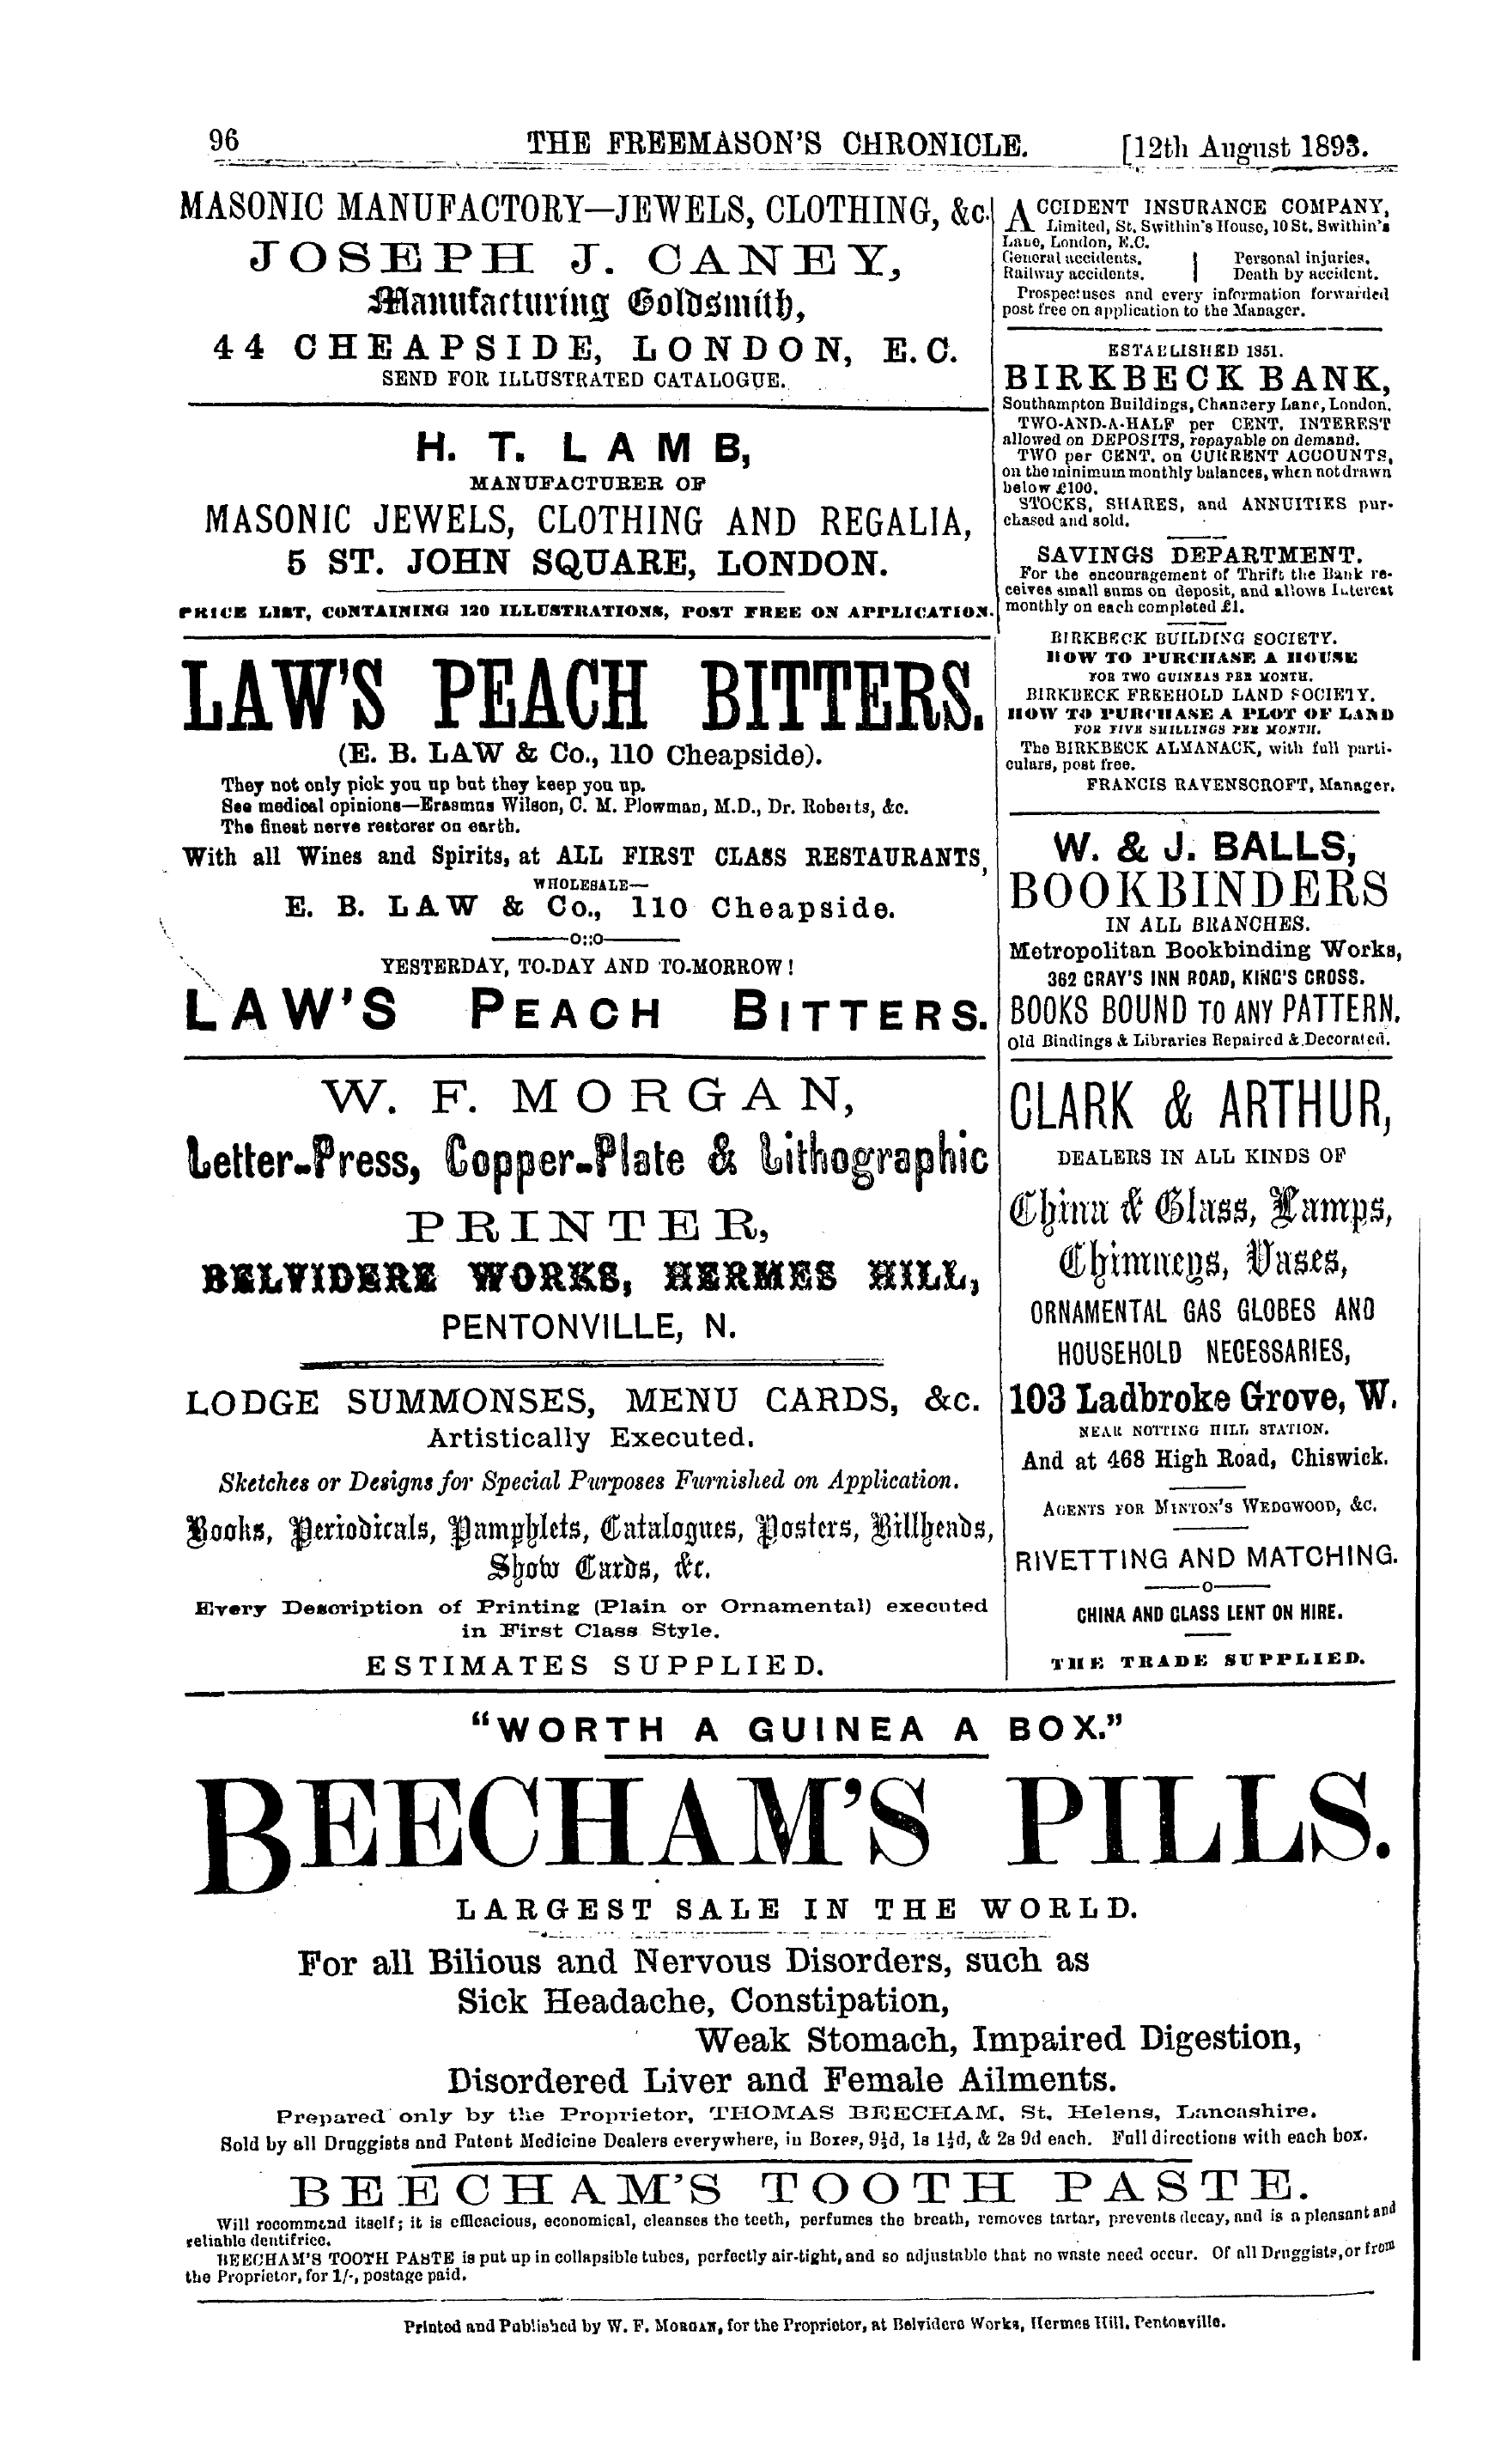 96
THE FREEMASON'S CHRONICLE.
[12th August 1893.
MASONIC MANUFACTORY—JEWELS, CLOTHING, &c.
JOSEPH J. CANEY,
Manufacturing Goldsmith,
44 CHEAPSIDE, LONDON, E.C.
SEND FOR ILLUSTRATED CATALOGUE.
H. T. LAMB,
MANUFACTURER OF
MASONIC JEWELS, CLOTHING AND REGALIA,
5 ST. JOHN SQUARE, LONDON.
PRICE LIST, CONTAINING 120 ILLUSTRATIONS, POST FREE ON APPLICATION.
LAW'S PEACH BITTERS.
(E. B. LAW & Co., 110 Cheapside).
They not only pick you up but they keep you up.
See medical opinions—Erasmus Wilson, C. M. Plowman, M.D., Dr. Roberts, &c.
The finest nerve restorer on earth.
With all Wines and Spirits, at ALL FIRST CLASS RESTAURANTS,
WHOLESALE—
E. B. LAW & Co., 110 Cheapside.
O::O
YESTERDAY, TO-DAY AND TO-MORROW!
LAW'S PEACH BITTERS.
W. F. MORGAN,
Letter-Press, Copper-Plate & Lithographic
PRINTER,
BELVIDERE WORKS, HERMES HILL,
PENTONVILLE, N.
LODGE SUMMONSES, MENU CARDS, &c.
Artistically Executed.
Sketches or Designs for Special Purposes Furnished on Application.
Books, Periodicals, Pamphlets, Catalogues, Posters, Billheads,
Show Cards, &c.
Every Description of Printing (Plain or Ornamental) executed
in First Class Style.
ESTIMATES SUPPLIED.
ACCIDENT INSURANCE COMPANY,
Limited, St. Swithin's House, 10 St. Swithin's
Lane, London, E.C.
General accidents. | Personal injuries.
Railway accidents. | Death by accident.
Prospectuses and every information forwarded
post free on application to the Manager.
ESTABLISHED 1851.
BIRKBECK BANK,
Southampton Buildings, Chancery Lane, London.
TWO-AND-A-HALF per CENT. INTEREST
allowed on DEPOSITS, repayable on demand.
TWO per CENT. on CURRENT ACCOUNTS,
on the minimum monthly balances, when not drawn
below £100.
STOCKS, SHARES, and ANNUITIES pur-
chased and sold.
SAVINGS DEPARTMENT.
For the encouragement of Thrift the Bank re-
ceives small sums on deposit, and allows Interest
monthly on each completed £1.
BIRKBECK BUILDING SOCIETY.
HOW TO PURCHASE A HOUSE
FOR TWO GUINEAS PER MONTH.
BIRKBECK FREEHOLD LAND SOCIETY.
HOW TO PURCHASE A PLOT OF LAND
FOR FIVE SHILLINGS PER MONTH.
The BIRKBECK ALMANACK, with full parti-
culars, post free.
FRANCIS RAVENSCROFT, Manager.
W. & J. BALLS,
BOOKBINDERS
IN ALL BRANCHES.
Metropolitan Bookbinding Works,
362 GRAY'S INN ROAD, KING'S CROSS.
BOOKS BOUND TO ANY PATTERN.
Old Bindings & Libraries Repaired & Decorated.
CLARK & ARTHUR,
DEALERS IN ALL KINDS OF
China & Glass, Lamps,
Chimneys, Vases,
ORNAMENTAL GAS GLOBES AND
HOUSEHOLD NECESSARIES,
103 Ladbroke Grove, W.
NEAR NOTTING HILL STATION.
And at 468 High Road, Chiswick.
AGENTS FOR MINTON'S WEDGWOOD, &C.
RIVETTING AND MATCHING.
O
CHINA AND GLASS LENT ON HIRE.
THE TRADE SUPPLIED.
"WORTH A GUINEA A BOX."
BEECHAM'S PILLS.
LARGEST SALE IN THE WORLD.
For all Bilious and Nervous Disorders, such as
Sick Headache, Constipation,
Weak Stomach, Impaired Digestion,
Disordered Liver and Female Ailments.
Prepared only by the Proprietor, THOMAS BEECHAM, St. Helens, Lancashire.
Sold by all Druggists and Patent Medicine Dealers everywhere, in Boxes, 9½d, 1s 1½d, & 2s 9d each. Full directions with each box.
BEECHAM'S TOOTH PASTE.
Will recommend itself; it is efficacious, economical, cleanses the teeth, perfumes the breath, removes tartar, prevents decay, and is a pleasant and
reliable dentifrice.
BEECHAM'S TOOTH PASTE is put up in collapsible tubes, perfectly air-tight, and so adjustable that no waste need occur. Of all Druggists, or from
the Proprietor, for 1/-, postage paid.
Printed and Published by W. F. MORGAN, for the Proprietor, at Belvidere Works, Hermes Hill, Pentonville.